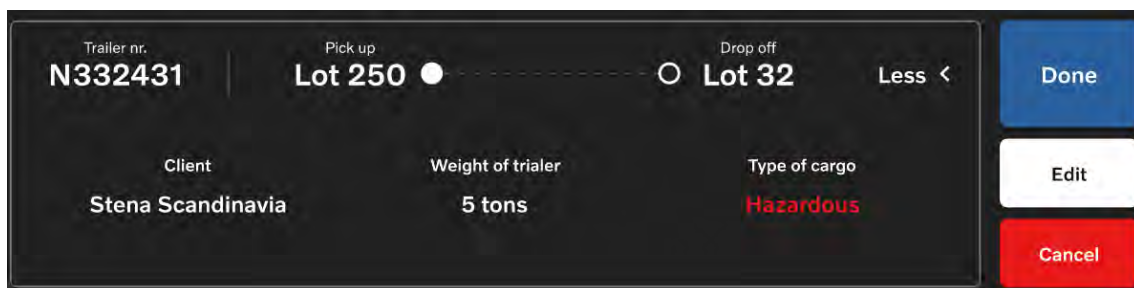 Trailer nr.
Pick up
Drop off
N332431
Lot 250
Lot 32
Less <
Done
Client
Weight of trialer
Type of cargo
Edit
Stena Scandinavia
5 tons
Hazardous
Cancel